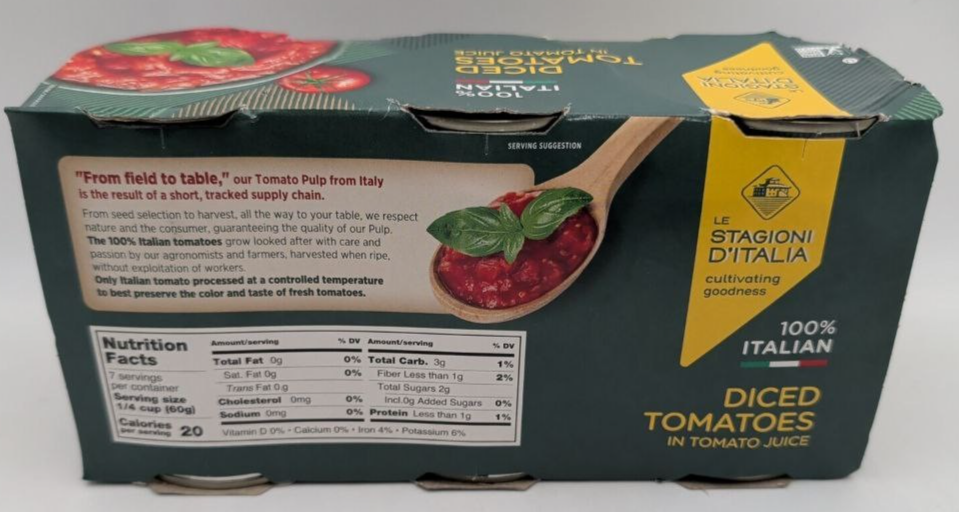 DICED
TOMATOES
IN TOMATO JUICE
100%
ITALIAN
LE
STAGIONI
D'ITALIA
cultivating
goodness
SERVING SUGGESTION
"From field to table," our Tomato Pulp from Italy
is the result of a short, tracked supply chain.
From seed selection to harvest, all the way to your table, we respect
nature and the consumer, guaranteeing the quality of our Pulp.
The 100% Italian tomatoes grow looked after with care and
passion by our agronomists and farmers, harvested when ripe,
without exploitation of workers.
Only Italian tomato processed at a controlled temperature
to best preserve the color and taste of fresh tomatoes.
LE
STAGIONI
D'ITALIA
cultivating
goodness
100%
ITALIAN
DICED
TOMATOES
IN TOMATO JUICE
Nutrition
Facts
7 servings
per container
Serving size
1/4 cup (60g)
Calories
per serving 20
Amount/serving % DV
Total Fat 0g 0%
Sat. Fat 0g 0%
Trans Fat 0.g
Cholesterol 0mg 0%
Sodium 0mg 0%
Amount/serving % DV
Total Carb. 3g 1%
Fiber Less than 1g 2%
Total Sugars 2g
Incl.0g Added Sugars 0%
Protein Less than 1g 1%
Vitamin D 0% • Calcium 0% • Iron 4% • Potassium 6%